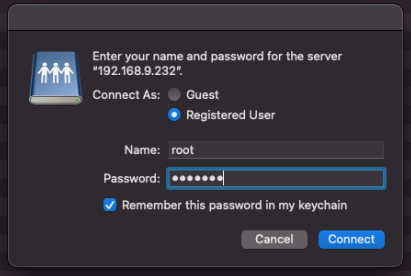 Enter your name and password for the server
“192.168.9.232”.
Connect As: Guest
Registered User
Name: root
Password: •••••••
Remember this password in my keychain
Cancel Connect